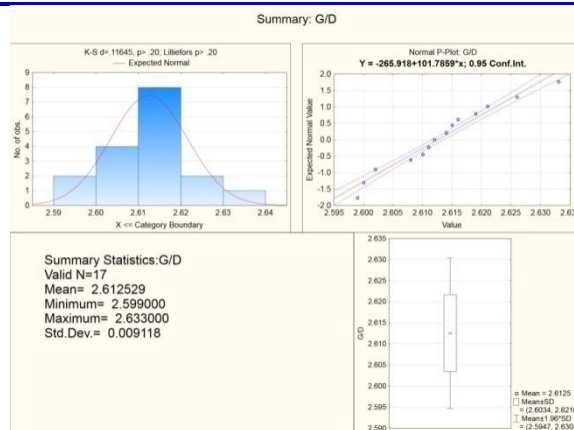 Summary: G/D
K-S d=.11645, p> .20; Lilliefors p> .20
Expected Normal
No. of obs.
9
8
7
6
5
4
3
2
1
0
2.59 2.60 2.61 2.62 2.63 2.64
X <= Category Boundary
Normal P-Plot: G/D
Y = -265.918+101.7859*x; 0.95 Conf.Int.
Expected Normal Value
2.0
1.5
1.0
0.5
0.0
-0.5
-1.0
-1.5
-2.0
2.595 2.600 2.605 2.610 2.615 2.620 2.625 2.630
Value
Summary Statistics:G/D
Valid N=17
Mean= 2.612529
Minimum= 2.599000
Maximum= 2.633000
Std.Dev.= 0.009118
G/D
2.635
2.630
2.625
2.620
2.615
2.610
2.605
2.600
2.595
2.590
Mean = 2.6125
Mean±SD
= (2.6034,
Mean±1.96*SD
= (2.5947,